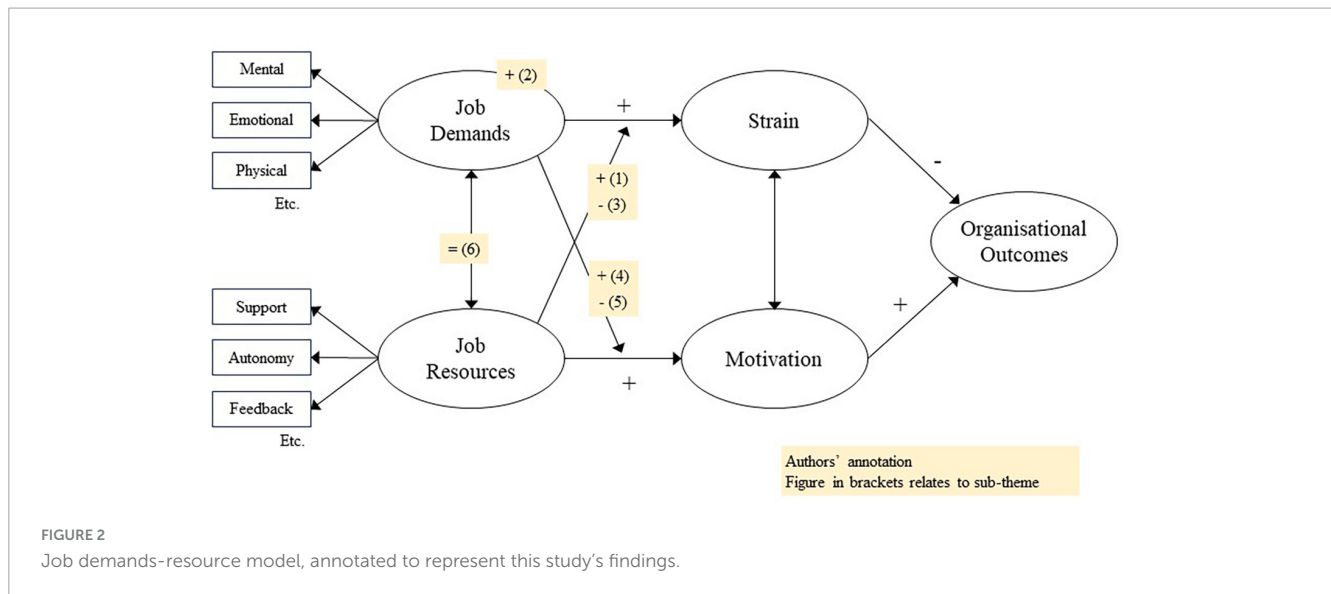 Mental
Emotional
Physical
Etc.
Job
Demands
+ (2)
+
Strain
-
+ (1)
- (3)
= (6)
+ (4)
- (5)
Organisational
Outcomes
Support
Autonomy
Feedback
Etc.
Job
Resources
+
Motivation
+
Authors' annotation
Figure in brackets relates to sub-theme
FIGURE 2
Job demands-resource model, annotated to represent this study's findings.